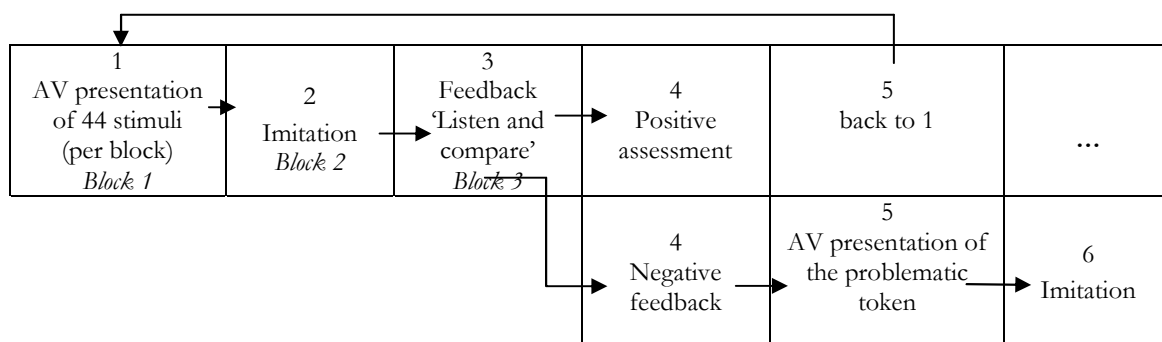 1
AV presentation
of 44 stimuli
(per block)
Block 1
2
Imitation
Block 2
3
Feedback
‘Listen and
compare’
Block 3
4
Positive
assessment
5
back to 1
...
4
Negative
feedback
5
AV presentation of
the problematic
token
6
Imitation